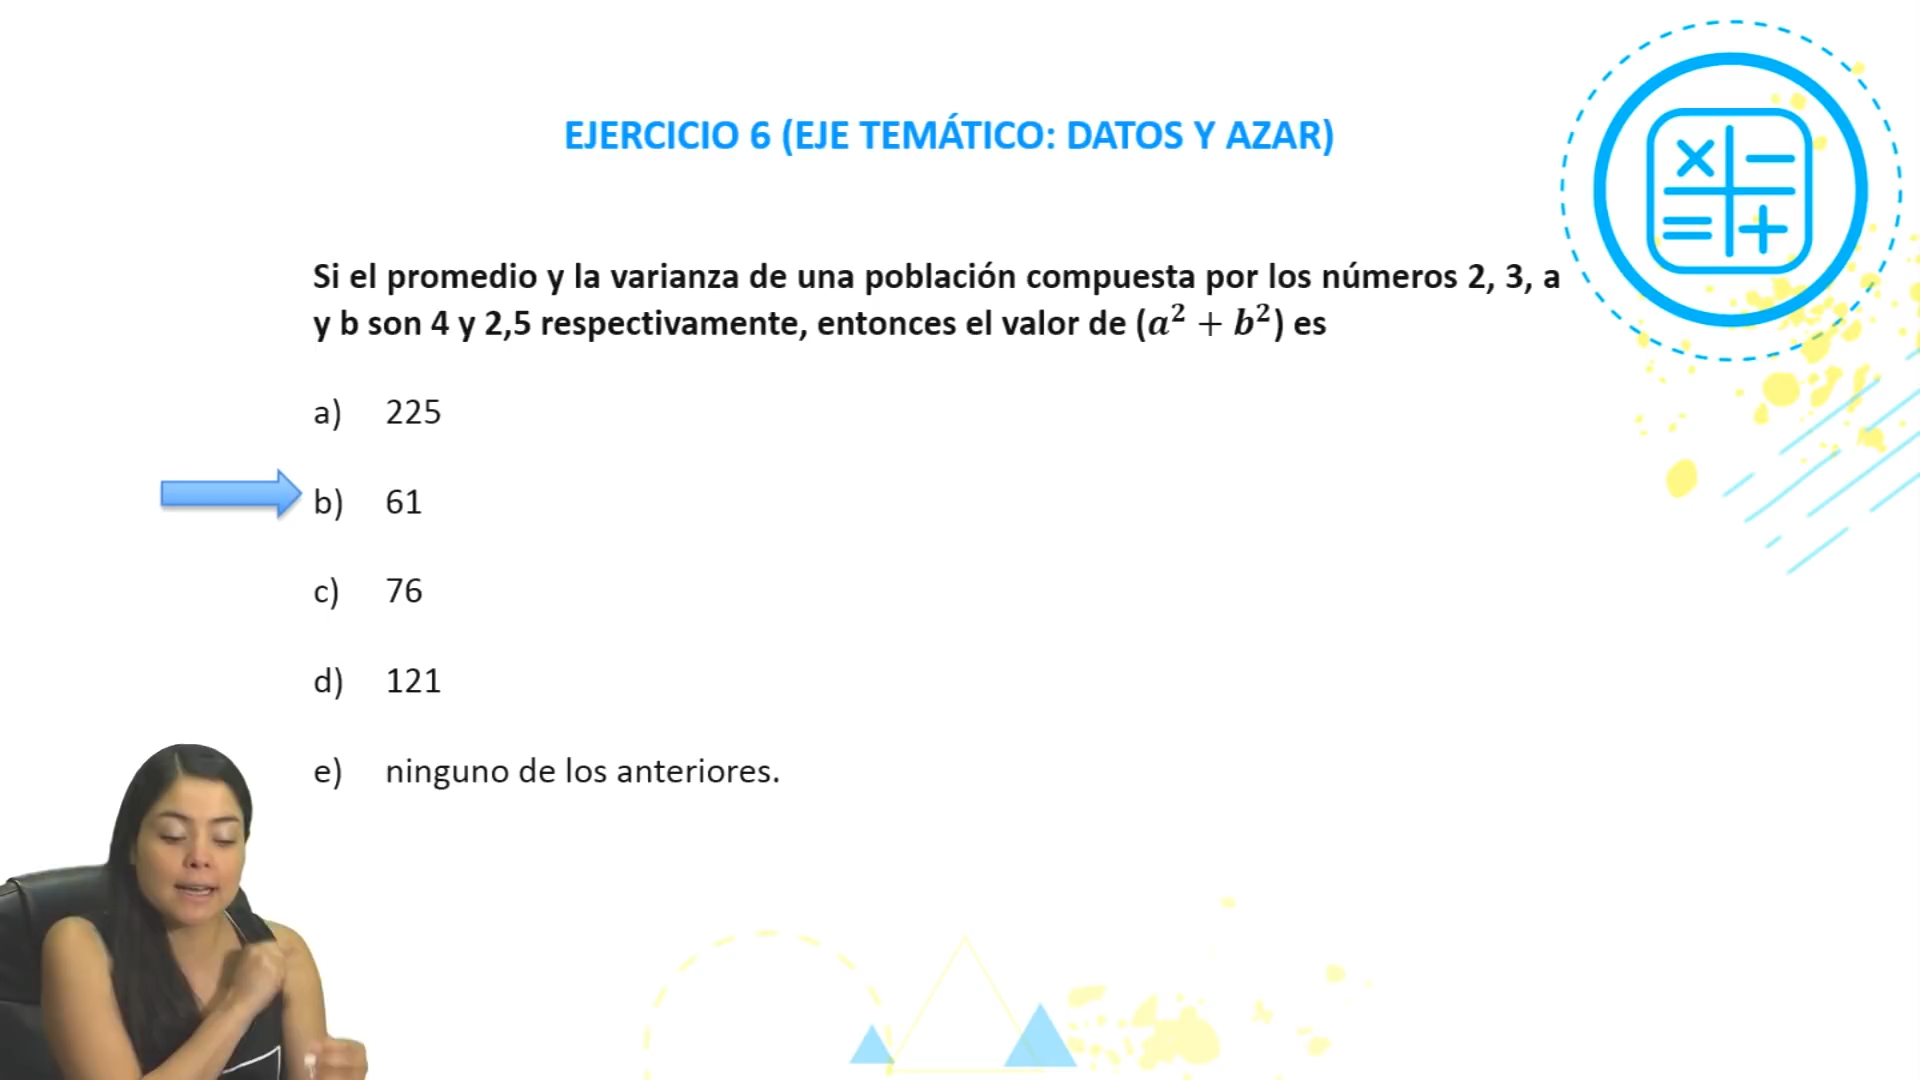 EJERCICIO 6 (EJE TEMÁTICO: DATOS Y AZAR)
Si el promedio y la varianza de una población compuesta por los números 2, 3, a
y b son 4 y 2,5 respectivamente, entonces el valor de (a² + b²) es
a) 225
b) 61
c) 76
d) 121
e) ninguno de los anteriores.